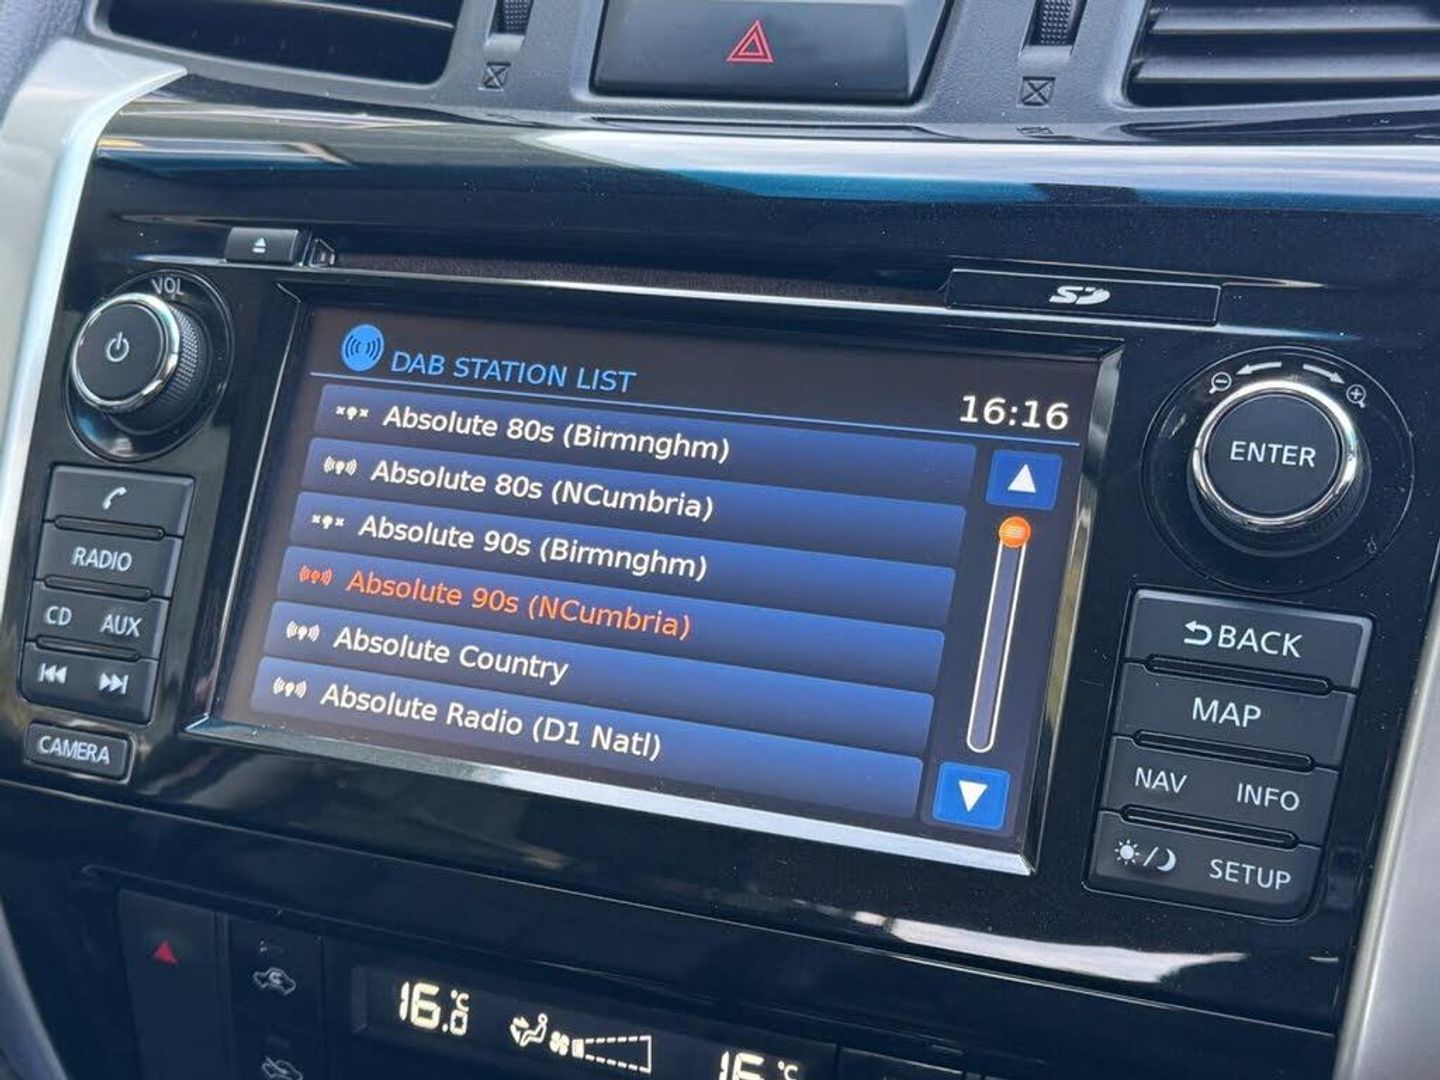 VOL
SD
DAB STATION LIST
16:16
Absolute 80s (Birmnghm)
Absolute 80s (NCumbria)
Absolute 90s (Birmnghm)
Absolute 90s (NCumbria)
Absolute Country
Absolute Radio (D1 Natl)
RADIO
CD AUX
CAMERA
ENTER
BACK
MAP
NAV INFO
SETUP
16.0 °C
16 °C